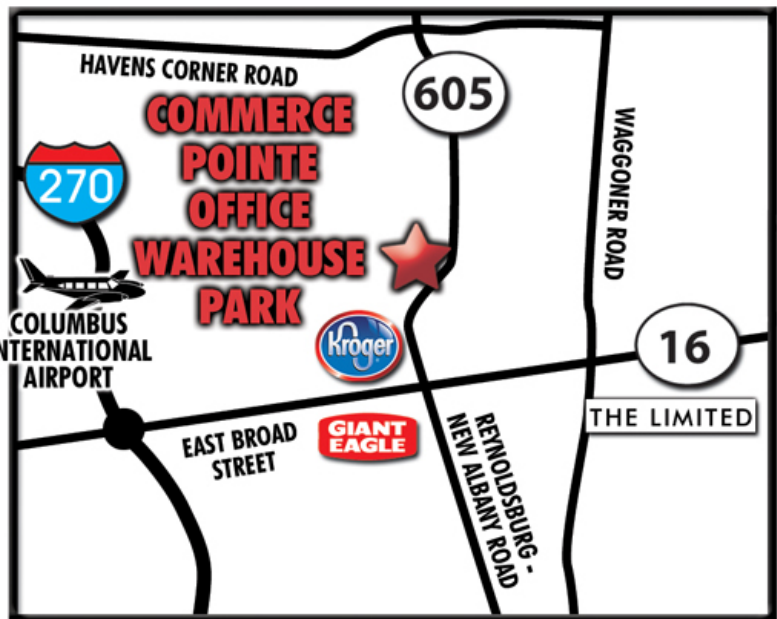 HAVENS CORNER ROAD
605
COMMERCE
POINTE
OFFICE
WAREHOUSE
PARK
WAGGONER ROAD
270
COLUMBUS
NTERNATIONAL
AIRPORT
Kroger
16
THE LIMITED
EAST BROAD
STREET
GIANT
EAGLE
REYNOLDSBURG -
NEW ALBANY ROAD